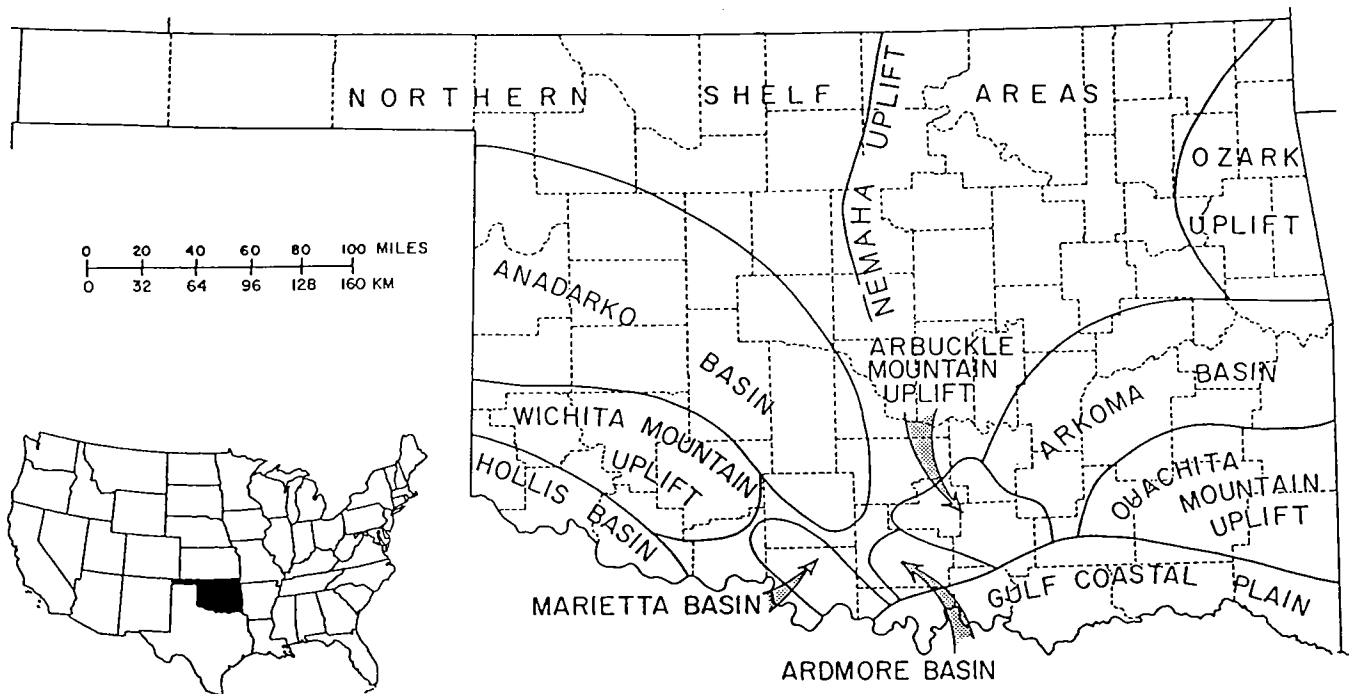 NORTHERN SHELF AREAS
NEMAHA UPLIFT
OZARK
UPLIFT
0 20 40 60 80 100 MILES
0 32 64 96 128 160 KM
ANADARKO
BASIN
ARBUCKLE
MOUNTAIN
UPLIFT
ARKOMA BASIN
WICHITA MOUNTAIN
UPLIFT
HOLLIS BASIN
OUACHITA
MOUNTAIN
UPLIFT
MARIETTA BASIN
GULF COASTAL PLAIN
ARDMORE BASIN